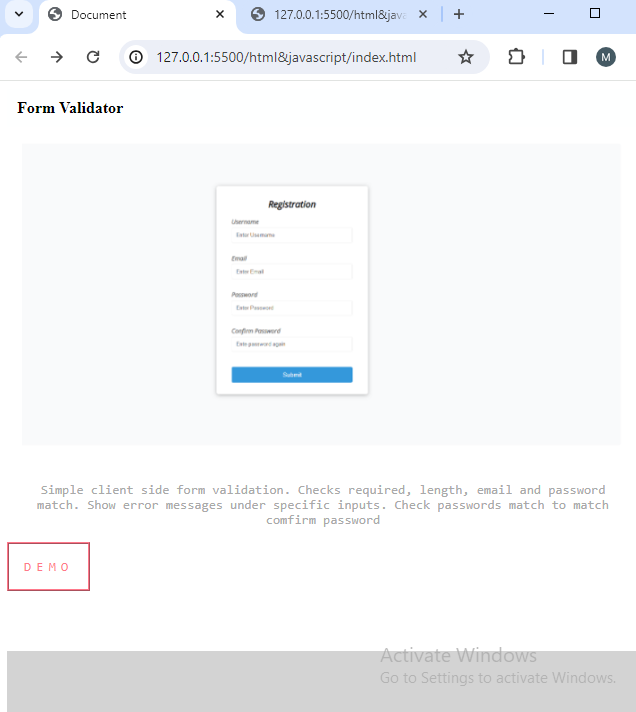 Document
127.0.0.1:5500/html&java
127.0.0.1:5500/html&javascript/index.html
M
Form Validator
Registration
Username
Enter Username
Email
Enter Email
Password
Enter Password
Confirm Password
Enter password again
Submit
Simple client side form validation. Checks required, length, email and password
match. Show error messages under specific inputs. Check passwords match to match
comfirm password
DEMO
Activate Windows
Go to Settings to activate Windows.